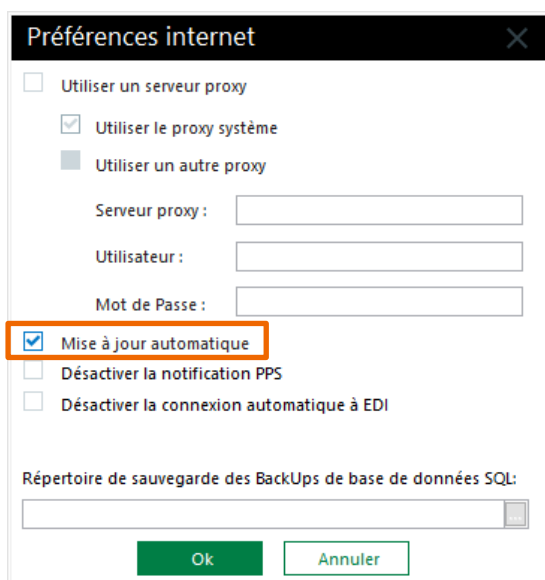 Préférences internet
Utiliser un serveur proxy
Utiliser le proxy système
Utiliser un autre proxy
Serveur proxy :
Utilisateur :
Mot de Passe :
Mise à jour automatique
Désactiver la notification PPS
Désactiver la connexion automatique à EDI
Répertoire de sauvegarde des BackUps de base de données SQL:
...
Ok
Annuler